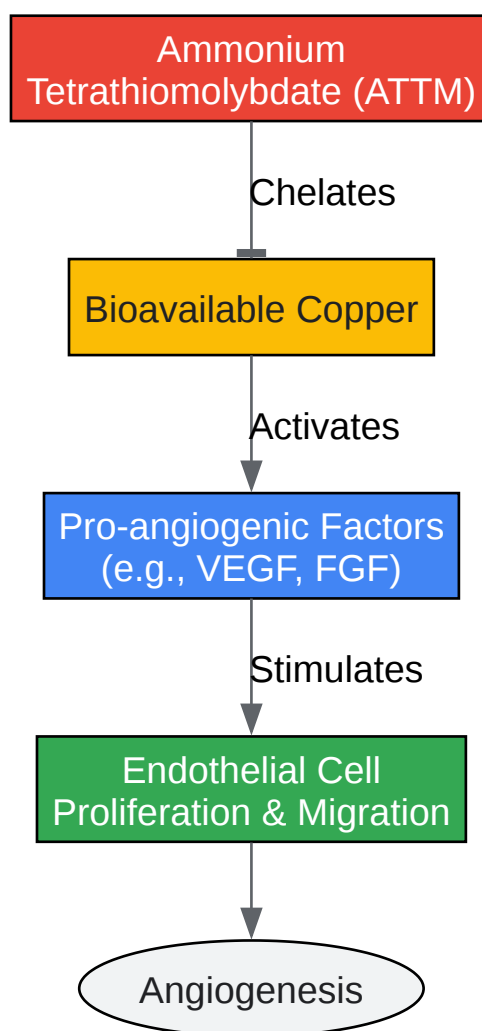 Ammonium
Tetrathiomolybdate (ATTM)
Chelates
Bioavailable Copper
Activates
Pro-angiogenic Factors
(e.g., VEGF, FGF)
Stimulates
Endothelial Cell
Proliferation & Migration
Angiogenesis